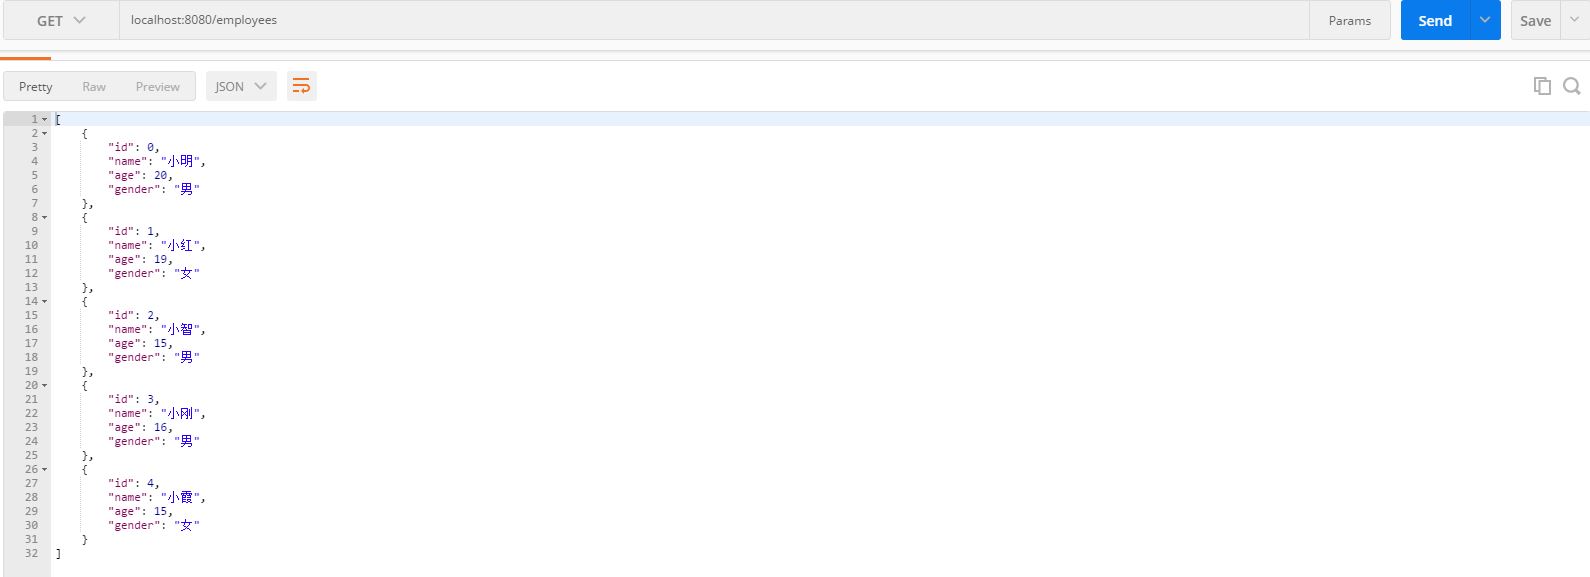 GET localhost:8080/employees Params Send Save
Pretty Raw Preview JSON
1 [
2 {
3 "id": 0,
4 "name": "小明",
5 "age": 20,
6 "gender": "男"
7 },
8 {
9 "id": 1,
10 "name": "小红",
11 "age": 19,
12 "gender": "女"
13 },
14 {
15 "id": 2,
16 "name": "小智",
17 "age": 15,
18 "gender": "男"
19 },
20 {
21 "id": 3,
22 "name": "小刚",
23 "age": 16,
24 "gender": "男"
25 },
26 {
27 "id": 4,
28 "name": "小霞",
29 "age": 15,
30 "gender": "女"
31 }
32 ]